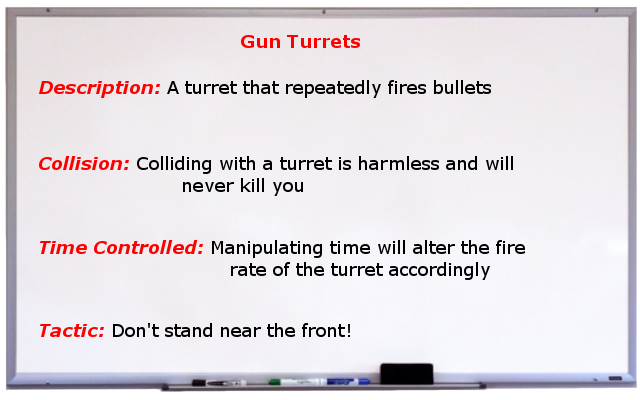 Gun Turrets
Description: A turret that repeatedly fires bullets
Collision: Colliding with a turret is harmless and will
never kill you
Time Controlled: Manipulating time will alter the fire
rate of the turret accordingly
Tactic: Don't stand near the front!